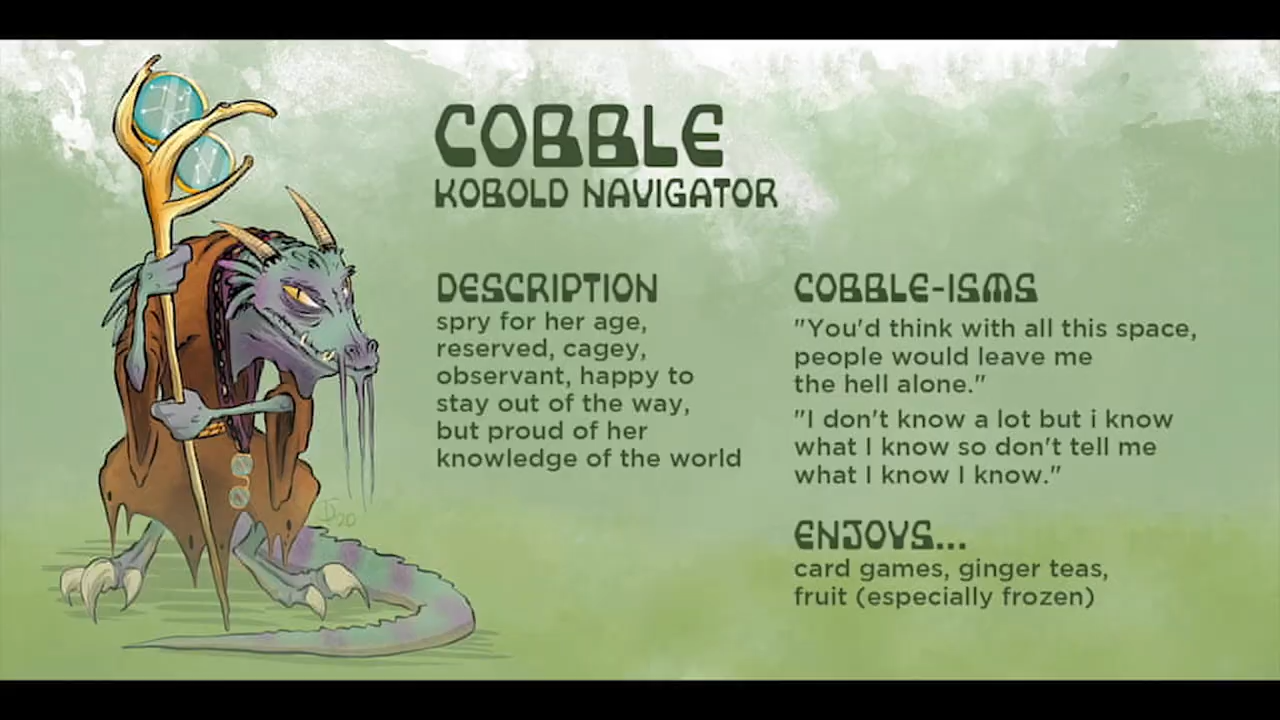 COBBLE
KOBOLD NAVIGATOR
DESCRIPTION
spry for her age,
reserved, cagey,
observant, happy to
stay out of the way,
but proud of her
knowledge of the world
COBBLE-ISMS
"You'd think with all this space,
people would leave me
the hell alone."
"I don't know a lot but i know
what I know so don't tell me
what I know I know."
ENJOYS...
card games, ginger teas,
fruit (especially frozen)